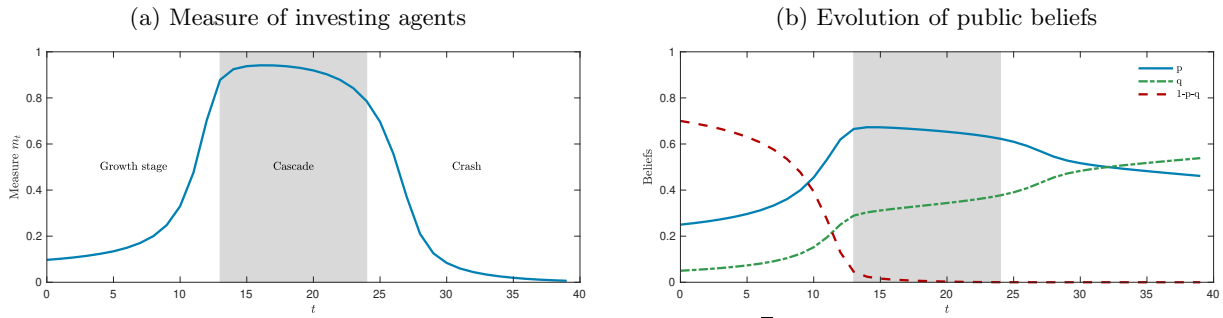 (a) Measure of investing agents
1
0.8
0.6
0.4
0.2
0
Measure m_t
Growth stage
Cascade
Crash
0 5 10 15 20 25 30 35 40
t
(b) Evolution of public beliefs
1
0.8
0.6
0.4
0.2
0
Beliefs
p
q
1-p-q
0 5 10 15 20 25 30 35 40
t